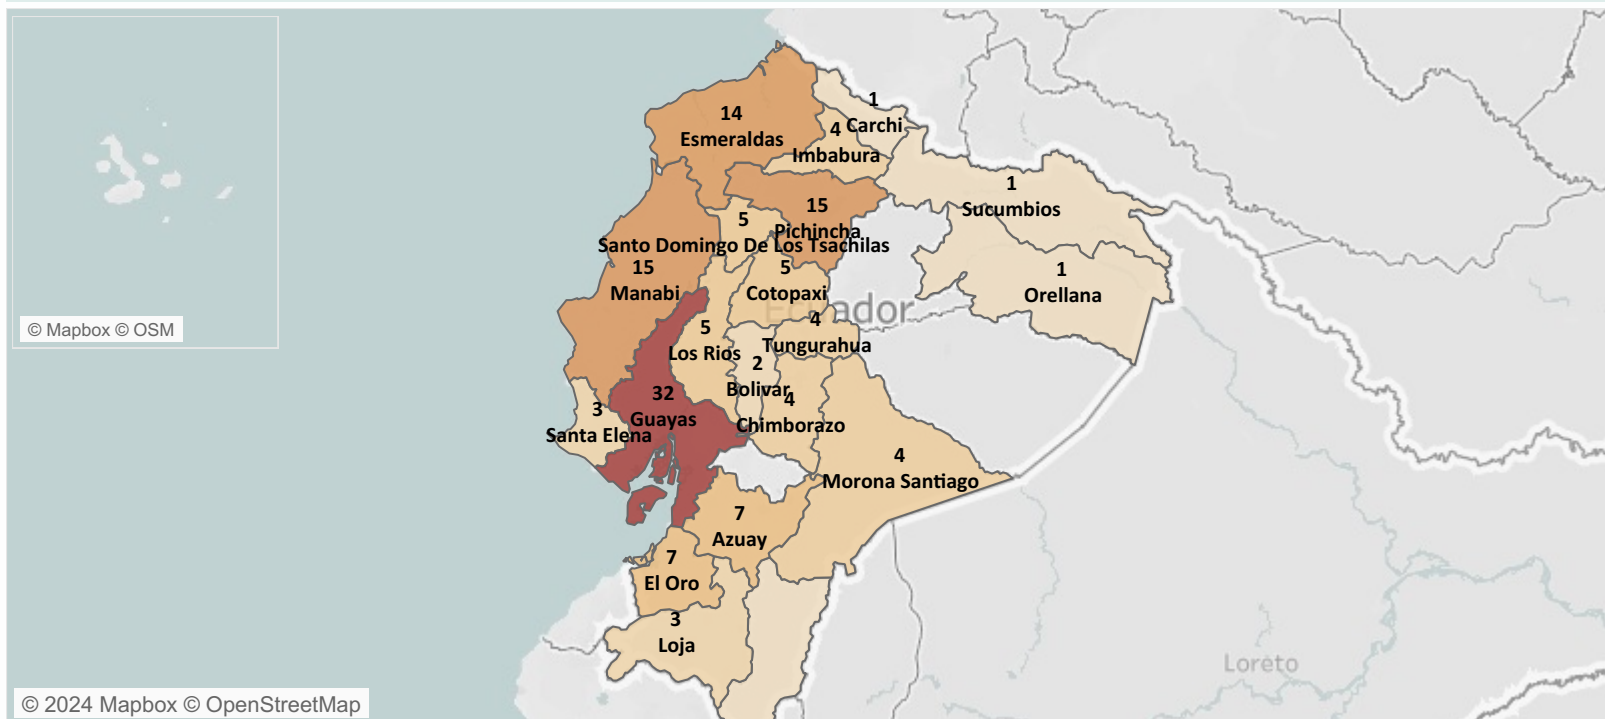 14
Esmeraldas
1
Carchi
4
Imbabura
1
Sucumbios
15
Pichincha
5
Santo Domingo De Los Tsachilas
15
Manabi
5
Cotopaxi
1
Orellana
Ecuador
4
Tungurahua
5
Los Rios
2
Bolivar
4
Chimborazo
32
Guayas
3
Santa Elena
4
Morona Santiago
7
Azuay
7
El Oro
3
Loja
Loreto
© Mapbox © OSM
© 2024 Mapbox © OpenStreetMap